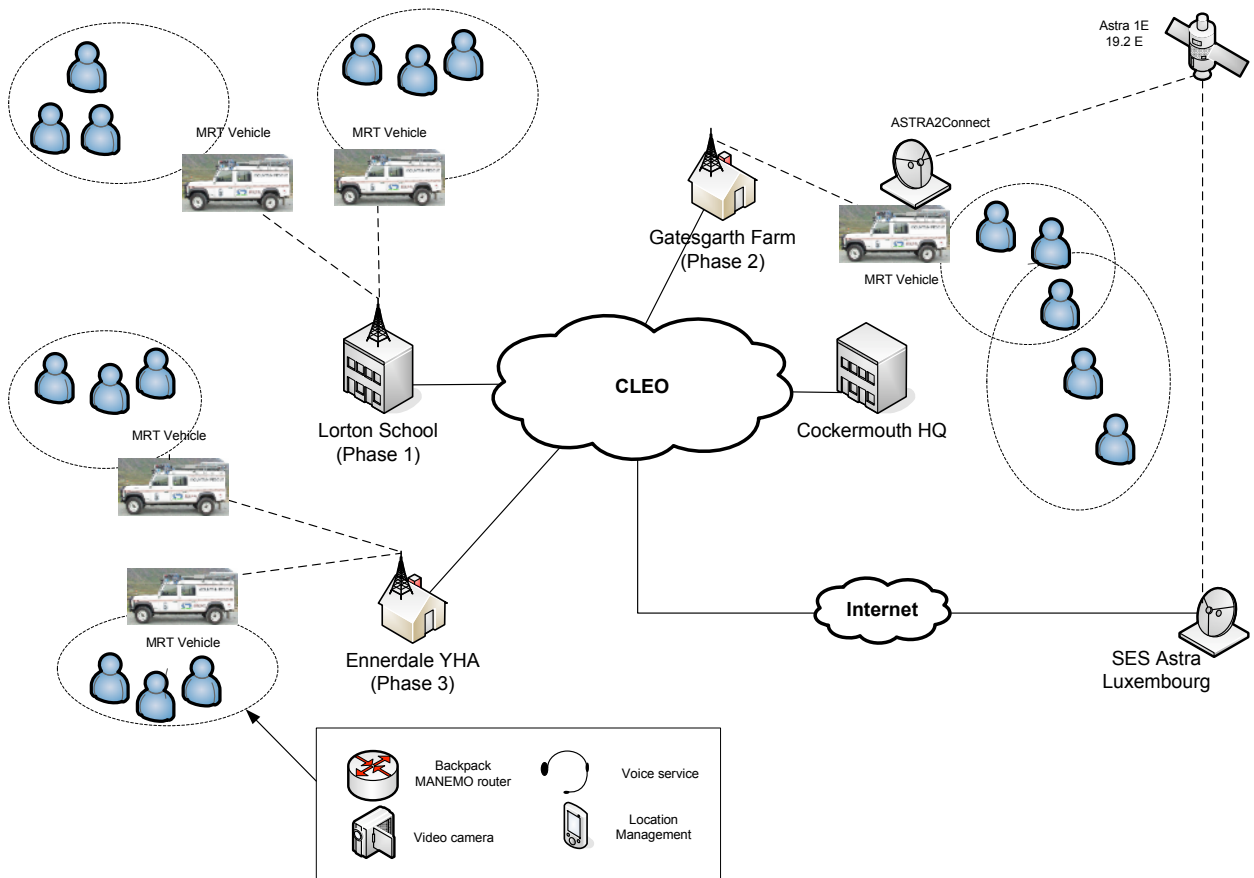 Astra 1E
19.2 E
ASTRA2Connect
MRT Vehicle
MRT Vehicle
Gatesgarth Farm
(Phase 2)
MRT Vehicle
CLEO
Lorton School
(Phase 1)
Cockermouth HQ
MRT Vehicle
Internet
MRT Vehicle
Ennerdale YHA
(Phase 3)
SES Astra
Luxembourg
Backpack
MANEMO router
Voice service
Video camera
Location
Management